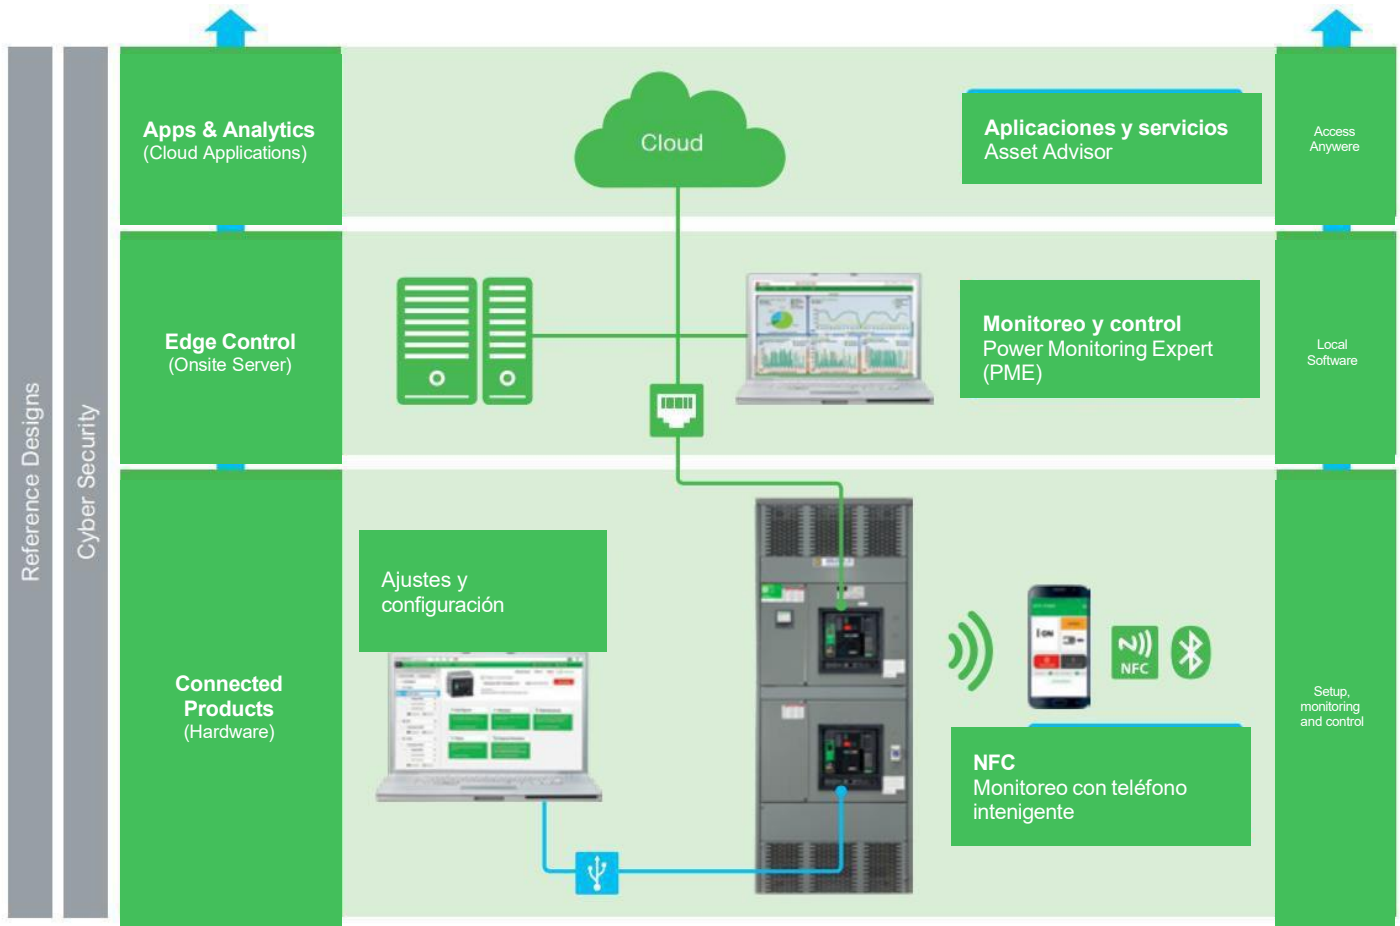 Reference Designs
Cyber Security
Apps & Analytics
(Cloud Applications)
Cloud
Aplicaciones y servicios
Asset Advisor
Access
Anywere
Edge Control
(Onsite Server)
Monitoreo y control
Power Monitoring Expert
(PME)
Local
Software
Connected
Products
(Hardware)
Ajustes y
configuración
ON
NFC
NFC
Monitoreo con teléfono
intenigente
Setup,
monitoring
and control